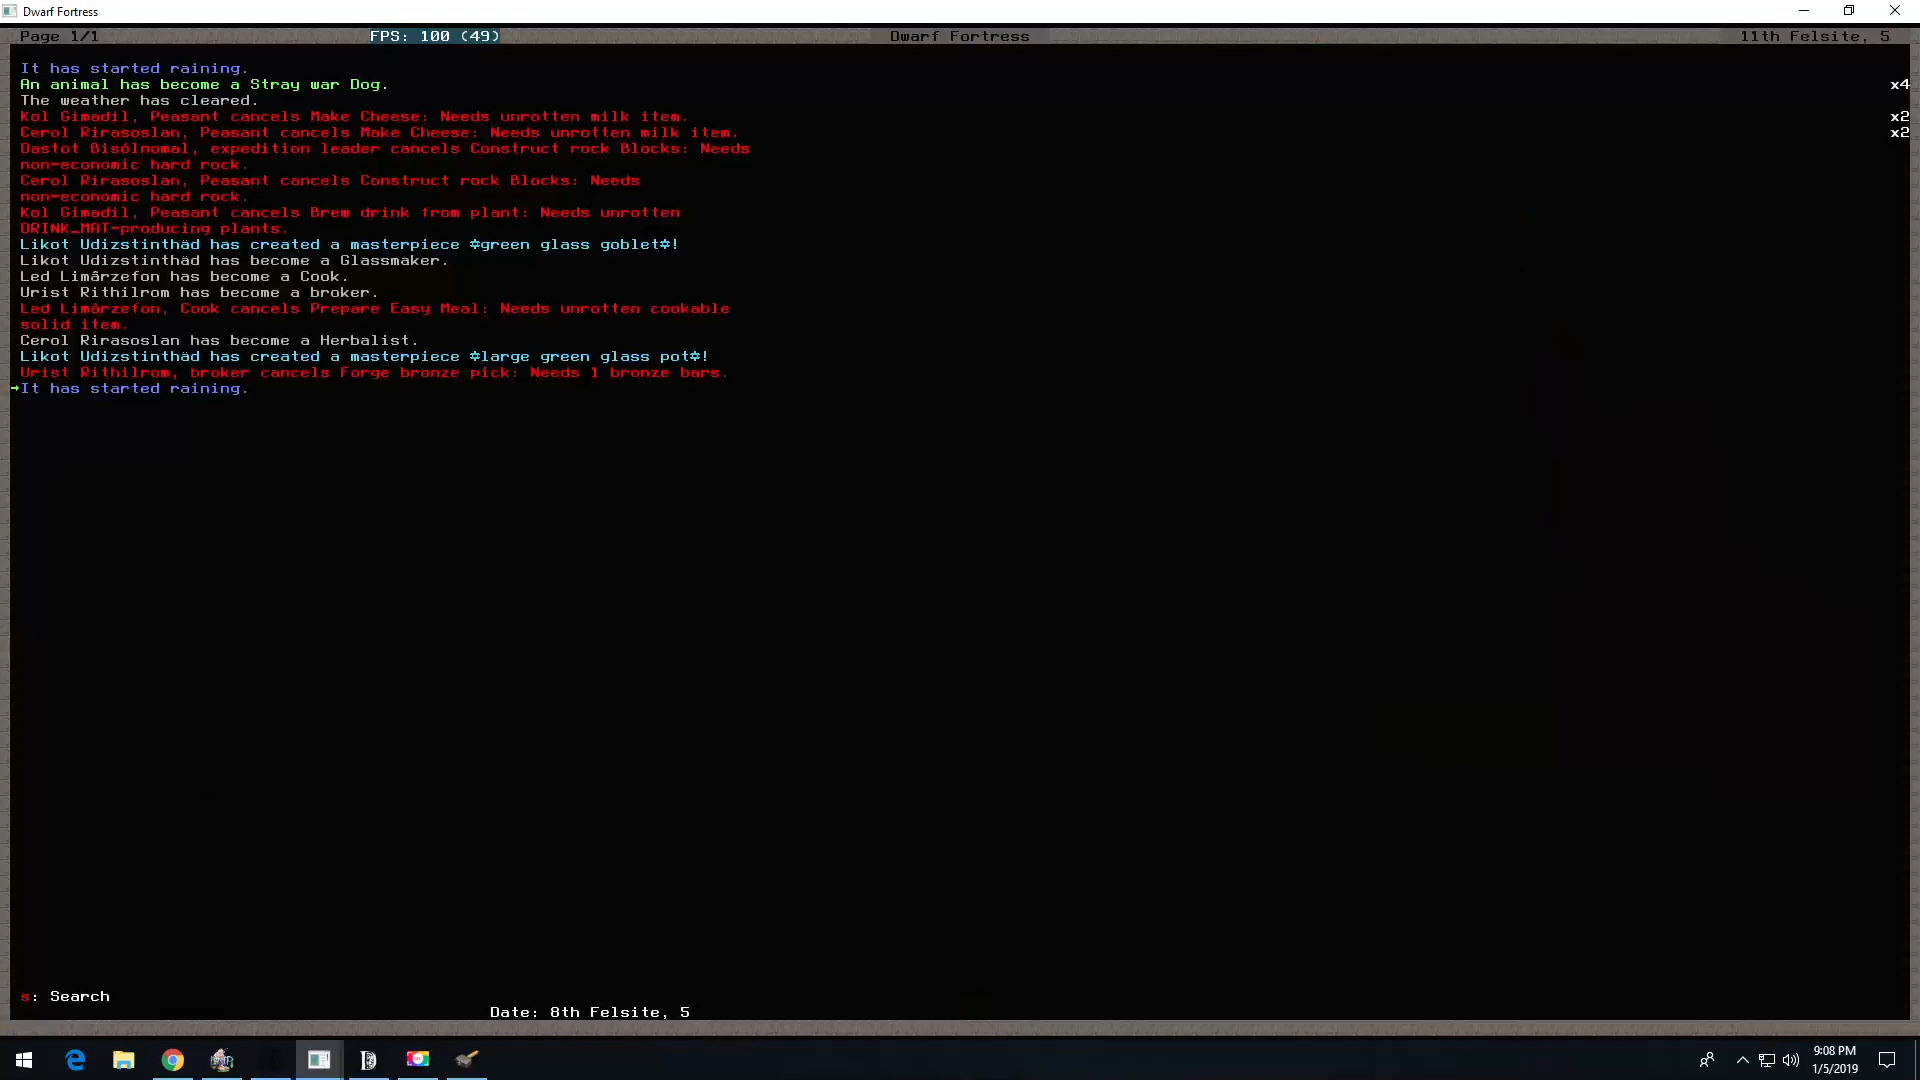 Dwarf Fortress
Page 1/1 FPS: 100 (49) Dwarf Fortress 11th Felsite, 5
It has started raining.
An animal has become a Stray war Dog. x4
The weather has cleared.
Kol Gimadil, Peasant cancels Make Cheese: Needs unrotten milk item. x2
Cerol Rirasoslan, Peasant cancels Make Cheese: Needs unrotten milk item. x2
Dastot Bisólnomal, expedition leader cancels Construct rock Blocks: Needs
non-economic hard rock.
Cerol Rirasoslan, Peasant cancels Construct rock Blocks: Needs
non-economic hard rock.
Kol Gimadil, Peasant cancels Brew drink from plant: Needs unrotten
DRINK_MAT-producing plants.
Likot Udizstinthäd has created a masterpiece ☼green glass goblet☼!
Likot Udizstinthäd has become a Glassmaker.
Led Limârzefon has become a Cook.
Urist Rithilrom has become a broker.
Led Limârzefon, Cook cancels Prepare Easy Meal: Needs unrotten cookable
solid item.
Cerol Rirasoslan has become a Herbalist.
Likot Udizstinthäd has created a masterpiece ☼large green glass pot☼!
Urist Rithilrom, broker cancels Forge bronze pick: Needs 1 bronze bars.
→It has started raining.
s: Search
Date: 8th Felsite, 5
9:08 PM
1/5/2019